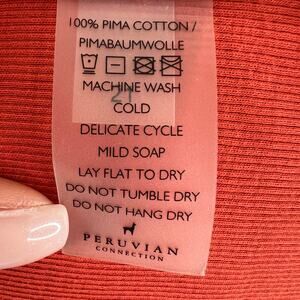 100% PIMA COTTON /
PIMABAUMWOLLE
MACHINE WASH
COLD
DELICATE CYCLE
MILD SOAP
LAY FLAT TO DRY
DO NOT TUMBLE DRY
DO NOT HANG DRY
PERUVIAN
CONNECTION